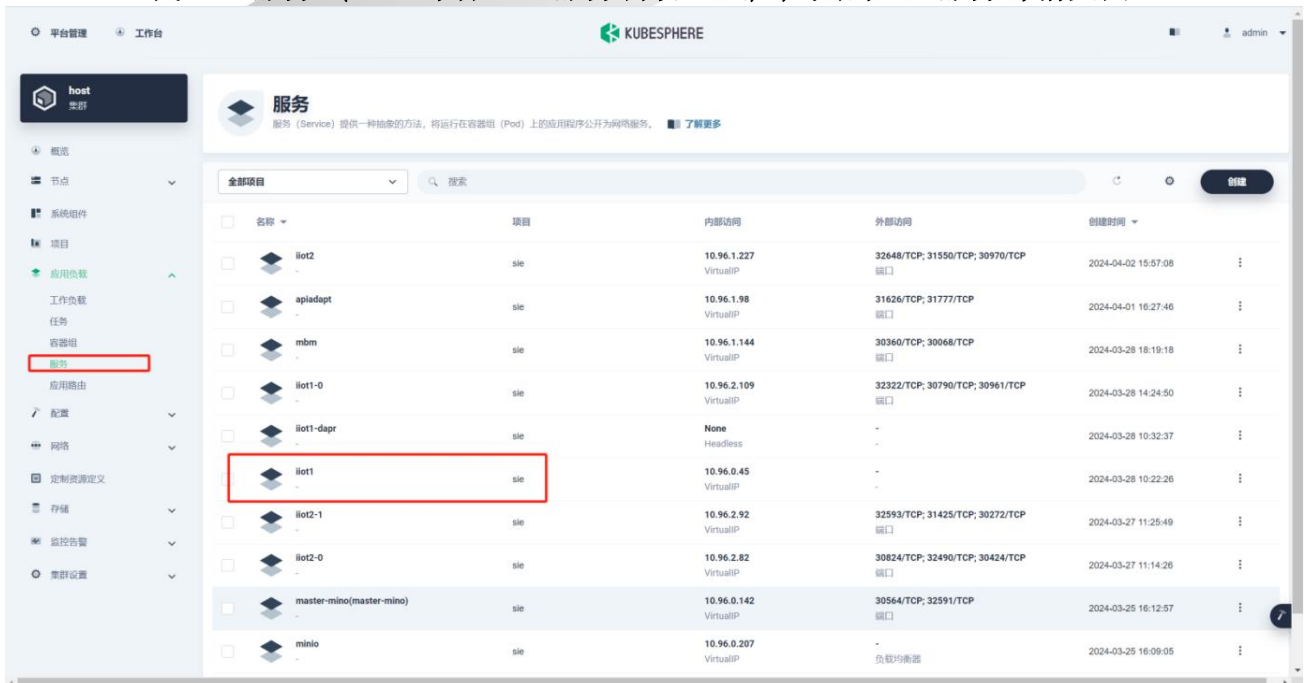 平台管理 工作台 KUBESPHERE admin
host
集群
概览
节点
系统组件
项目
应用负载
工作负载
任务
容器组
服务
应用路由
配置
网络
定制资源定义
存储
监控告警
集群设置
服务
服务（Service）提供一种抽象的方法，将运行在容器组（Pod）上的应用程序公开为网络服务。 了解更多
全部项目 搜索 创建
名称 项目 内部访问 外部访问 创建时间
iiot2 sie 10.96.1.227 32648/TCP; 31550/TCP; 30970/TCP 2024-04-02 15:57:08
- VirtualIP 端口
apiadapt sie 10.96.1.98 31626/TCP; 31777/TCP 2024-04-01 16:27:46
- VirtualIP 端口
mbm sie 10.96.1.144 30360/TCP; 30068/TCP 2024-03-28 18:19:18
- VirtualIP 端口
iiot1-0 sie 10.96.2.109 32322/TCP; 30790/TCP; 30961/TCP 2024-03-28 14:24:50
- VirtualIP 端口
iiot1-dapr sie None - 2024-03-28 10:32:37
- Headless -
iiot1 sie 10.96.0.45 - 2024-03-28 10:22:26
- VirtualIP -
iiot2-1 sie 10.96.2.92 32593/TCP; 31425/TCP; 30272/TCP 2024-03-27 11:25:49
- VirtualIP 端口
iiot2-0 sie 10.96.2.82 30824/TCP; 32490/TCP; 30424/TCP 2024-03-27 11:14:26
- VirtualIP 端口
master-mino(master-mino) sie 10.96.0.142 30564/TCP; 32591/TCP 2024-03-25 16:12:57
- VirtualIP 端口
minio sie 10.96.0.207 - 2024-03-25 16:09:05
- VirtualIP 负载均衡器